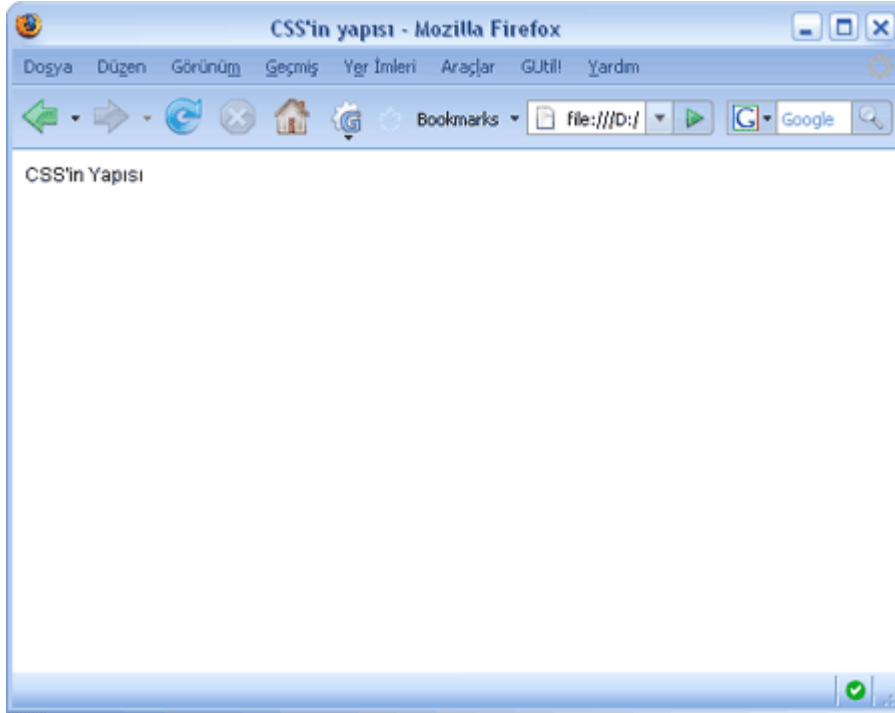 CSS'in yapısı - Mozilla Firefox
Dosya Düzen Görünüm Geçmiş Yer İmleri Araçlar GUtil! Yardım
Bookmarks file:///D:/ G Google
CSS'in Yapısı